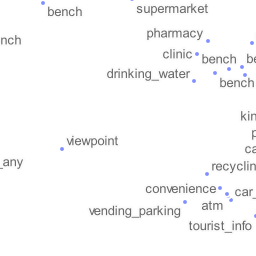 supermarket
bench
pharmacy
nch
clinic
bench
be
drinking_water
bench
kin
p
viewpoint
ca
_any
recyclin
convenience
car_
atm
vending_parking
tourist_info